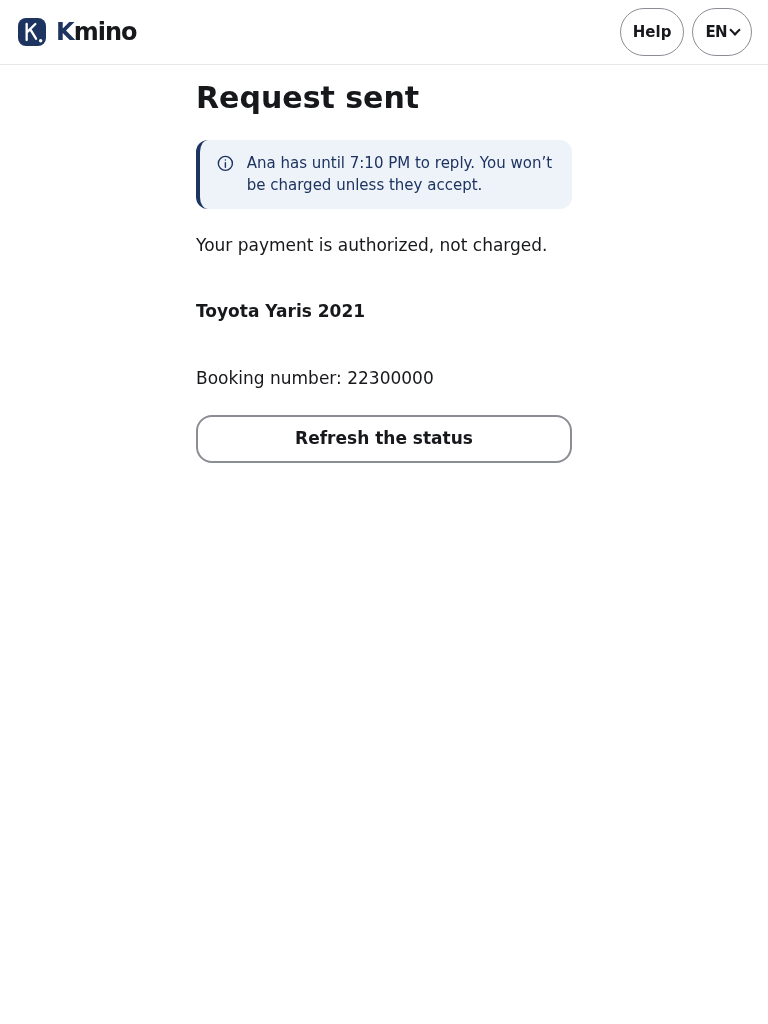 K. Kmino
Help
EN
Request sent
Ana has until 7:10 PM to reply. You won’t
be charged unless they accept.
Your payment is authorized, not charged.
Toyota Yaris 2021
Booking number: 22300000
Refresh the status